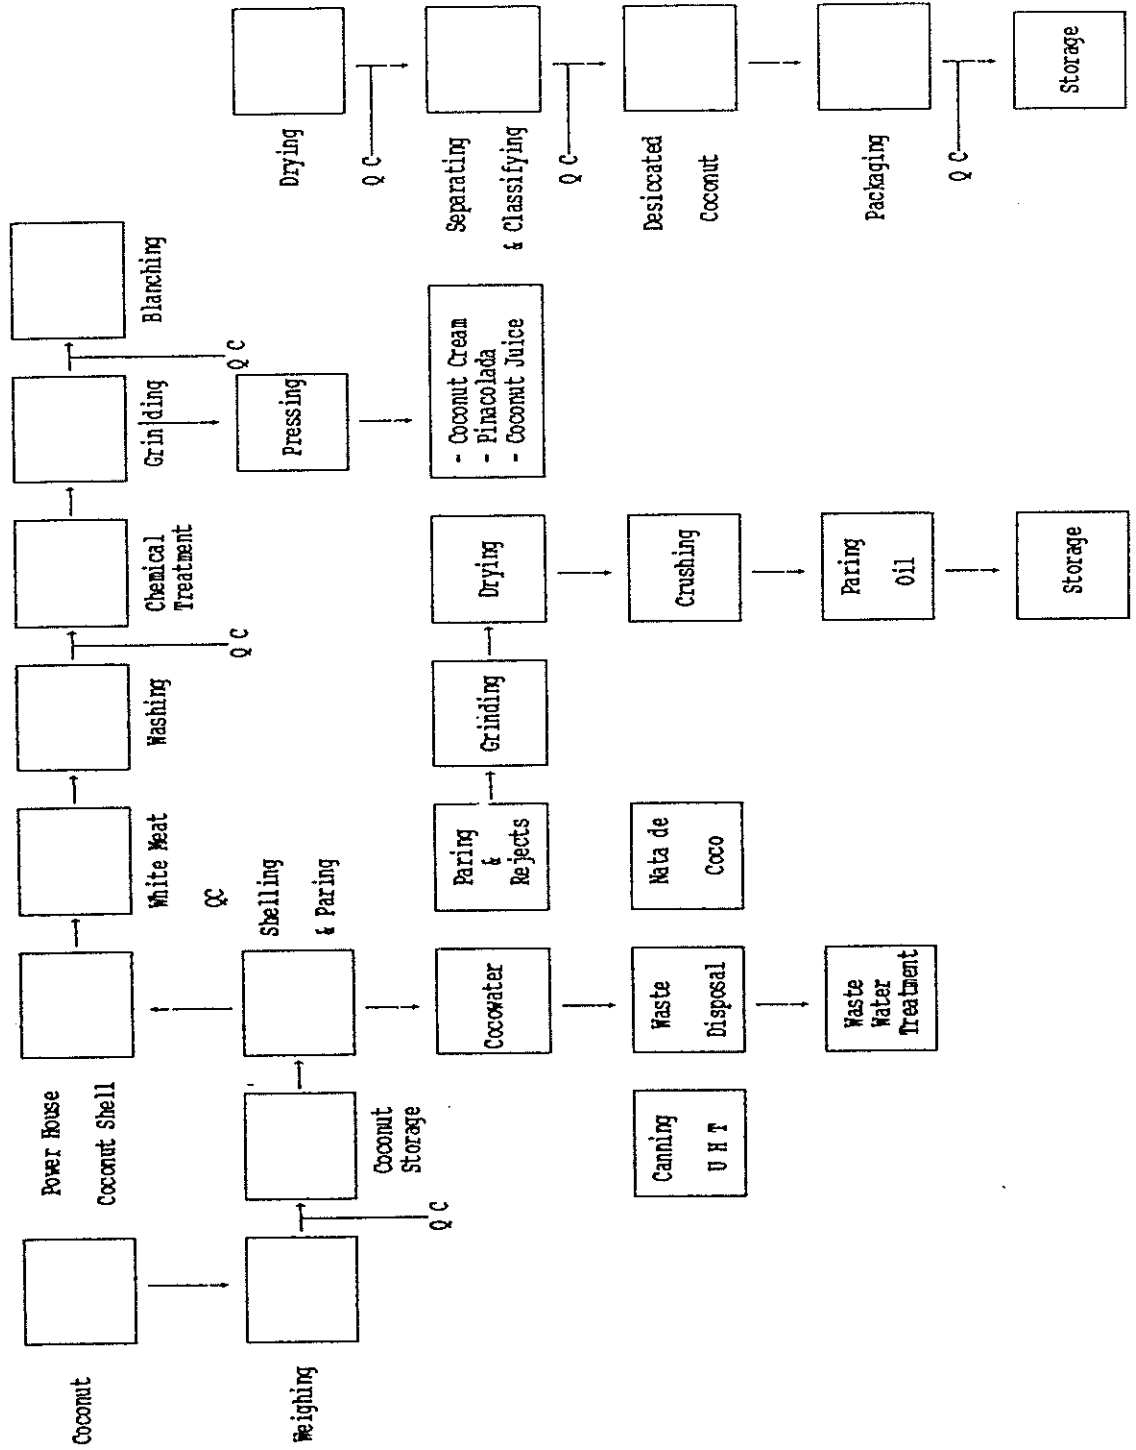 Coconut
Weighing
Q C
Coconut
Storage
Power House
Coconut Shell
Shelling
& Paring
White Meat
QC
Washing
Q C
Chemical
Treatment
Grinding
Q C
Blanching
Pressing
- Coconut Cream
- Pinacolada
- Coconut Juice
Cocowater
Canning
U H T
Waste
Disposal
Nata de
Coco
Waste
Water
Treatment
Paring
&
Rejects
Grinding
Drying
Crushing
Paring
Oil
Storage
Drying
Q C
Separating
& Classifying
Q C
Desiccated
Coconut
Packaging
Q C
Storage